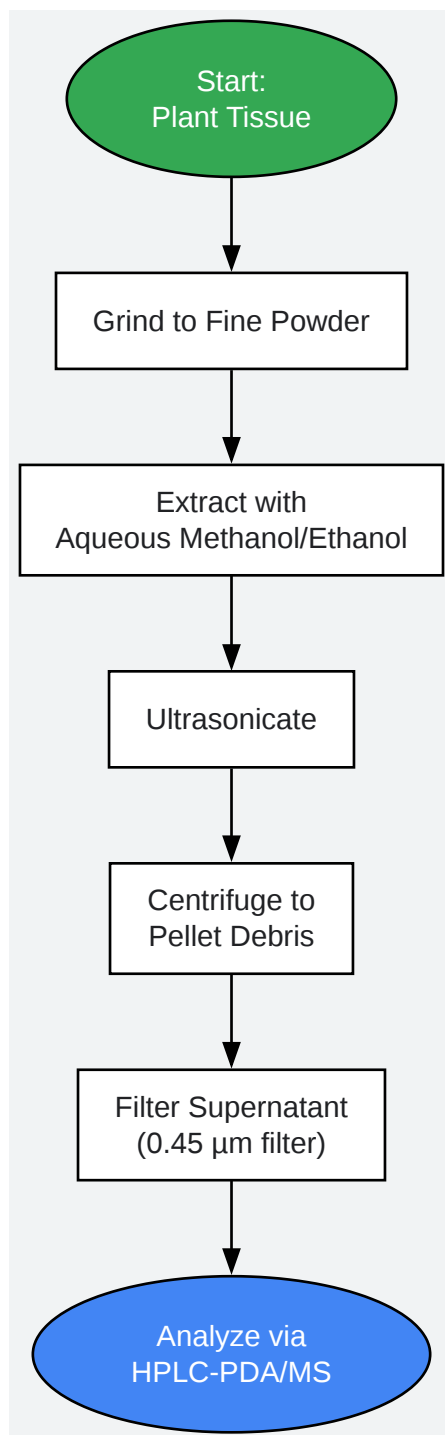 Start:
Plant Tissue
Grind to Fine Powder
Extract with
Aqueous Methanol/Ethanol
Ultrasonicate
Centrifuge to
Pellet Debris
Filter Supernatant
(0.45 µm filter)
Analyze via
HPLC-PDA/MS